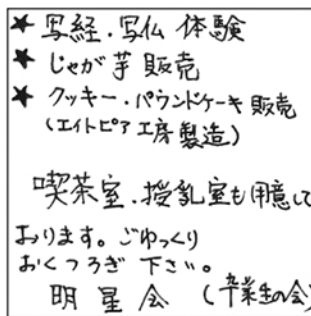 ★ 写経・写仏 体験
★ じゃが芋 販売
★ クッキー・パウンドケーキ 販売
(エイトピア工房製造)
喫茶室・授乳室も用意して
おります。ごゆっくり
おくつろぎ 下さい。
明星会 (卒業生の会)